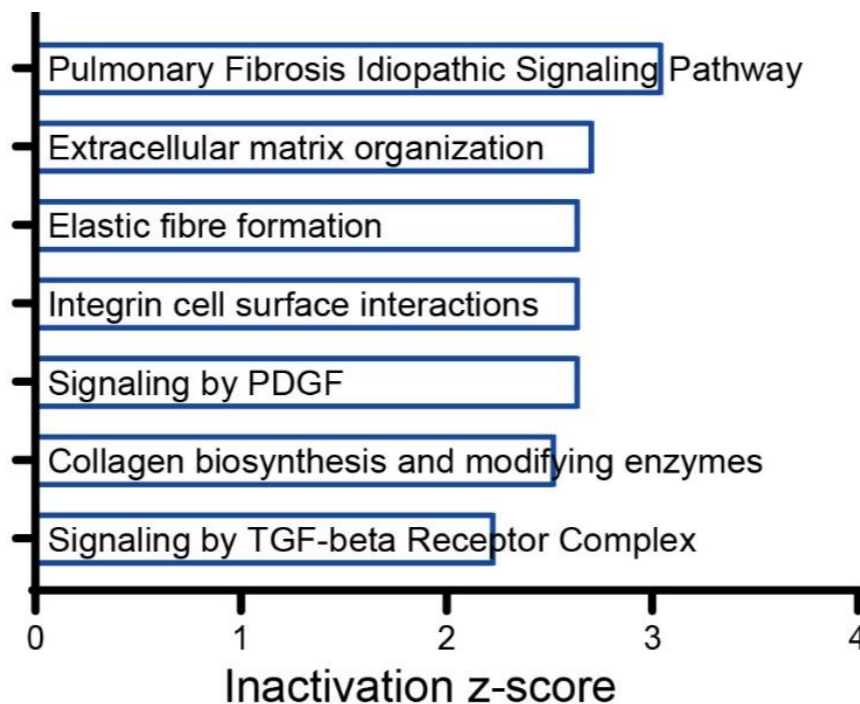 Pulmonary Fibrosis Idiopathic Signaling Pathway
Extracellular matrix organization
Elastic fibre formation
Integrin cell surface interactions
Signaling by PDGF
Collagen biosynthesis and modifying enzymes
Signaling by TGF-beta Receptor Complex
0 1 2 3 4
Inactivation z-score